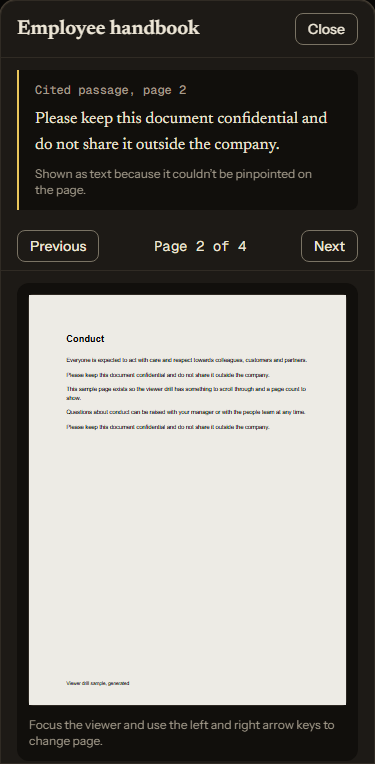 Employee handbook
Close
Cited passage, page 2
Please keep this document confidential and
do not share it outside the company.
Shown as text because it couldn’t be pinpointed on
the page.
Previous
Page 2 of 4
Next
Conduct
Everyone is expected to act with care and respect towards colleagues, customers and partners.
Please keep this document confidential and do not share it outside the company.
This sample page exists so the viewer drill has something to scroll through and a page count to
show.
Questions about conduct can be raised with your manager or with the people team at any time.
Please keep this document confidential and do not share it outside the company.
Viewer drill sample, generated
Focus the viewer and use the left and right arrow keys to
change page.